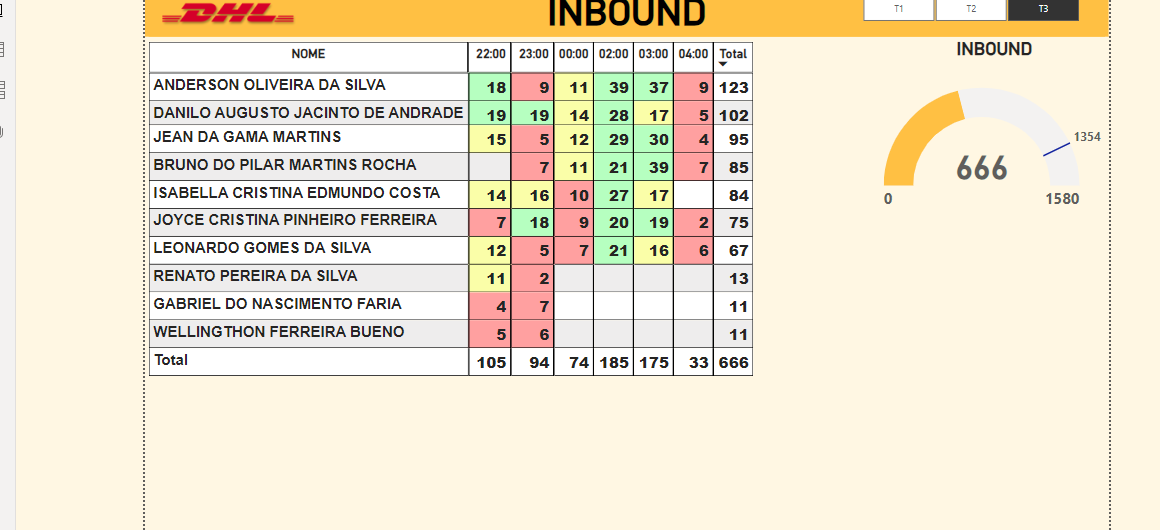 DHL
INBOUND
T1 T2 T3
NOME 22:00 23:00 00:00 02:00 03:00 04:00 Total
ANDERSON OLIVEIRA DA SILVA 18 9 11 39 37 9 123
DANILO AUGUSTO JACINTO DE ANDRADE 19 19 14 28 17 5 102
JEAN DA GAMA MARTINS 15 5 12 29 30 4 95
BRUNO DO PILAR MARTINS ROCHA 7 11 21 39 7 85
ISABELLA CRISTINA EDMUNDO COSTA 14 16 10 27 17 84
JOYCE CRISTINA PINHEIRO FERREIRA 7 18 9 20 19 2 75
LEONARDO GOMES DA SILVA 12 5 7 21 16 6 67
RENATO PEREIRA DA SILVA 11 2 13
GABRIEL DO NASCIMENTO FARIA 4 7 11
WELLINGTHON FERREIRA BUENO 5 6 11
Total 105 94 74 185 175 33 666
INBOUND
1354
666
0 1580